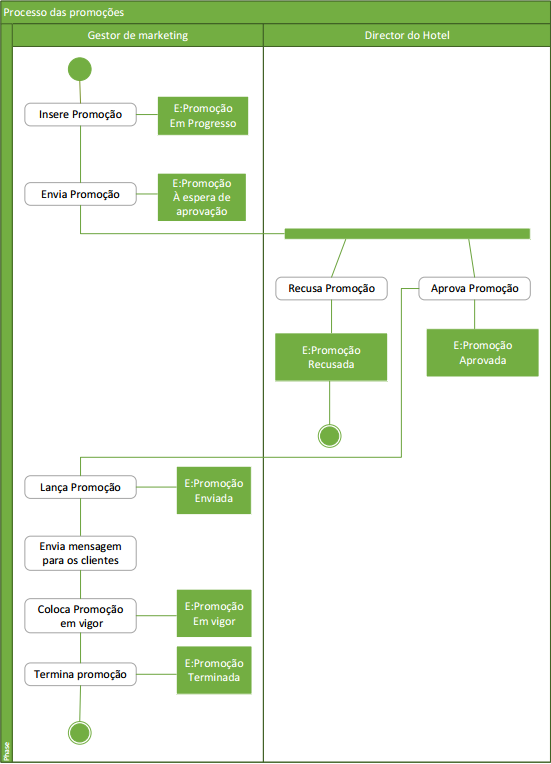 Processo das promoções
Gestor de marketing
Director do Hotel
Insere Promoção
E:Promoção
Em Progresso
Envia Promoção
E:Promoção
À espera de
aprovação
Recusa Promoção
Aprova Promoção
E:Promoção
Recusada
E:Promoção
Aprovada
Lança Promoção
E:Promoção
Enviada
Envia mensagem
para os clientes
Coloca Promoção
em vigor
E:Promoção
Em vigor
Termina promoção
E:Promoção
Terminada
Phase